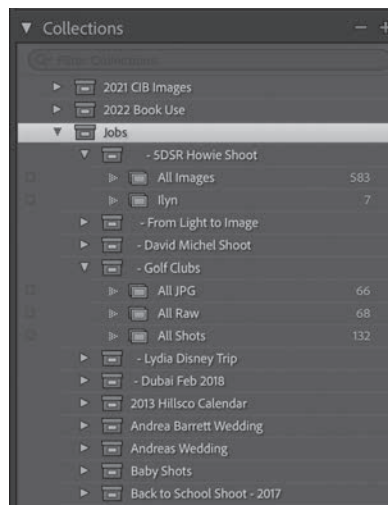 Collections
Filter Collections
2021 CIB Images
2022 Book Use
Jobs
- 5DSR Howie Shoot
All Images 583
Ilyn 7
- From Light to Image
- David Michel Shoot
- Golf Clubs
All JPG 66
All Raw 68
All Shots 132
- Lydia Disney Trip
- Dubai Feb 2018
2013 Hillsco Calendar
Andrea Barrett Wedding
Andreas Wedding
Baby Shots
Back to School Shoot - 2017